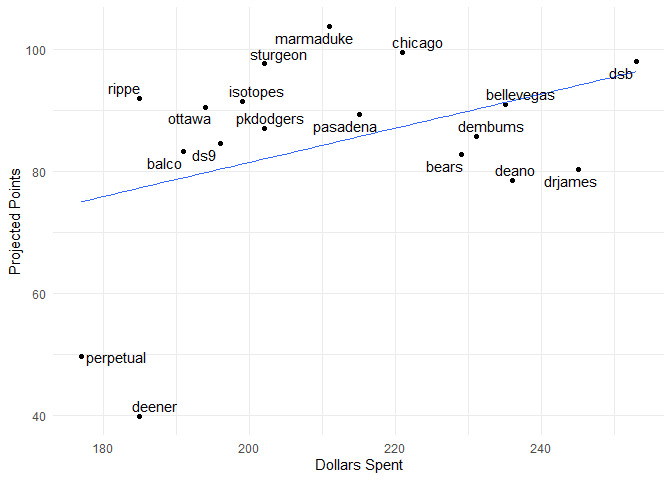 100
80
60
40
Projected Points
marmaduke
chicago
sturgeon
dsb
rippe
isotopes
bellevegas
ottawa
pkdodgers
pasadena
dembums
balco
ds9
bears
deano
drjames
perpetual
deener
180
200
220
240
Dollars Spent